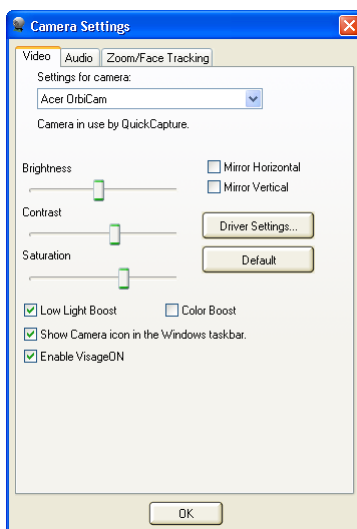 Camera Settings
Video Audio Zoom/Face Tracking
Settings for camera:
Acer OrbiCam
Camera in use by QuickCapture.
Brightness
Mirror Horizontal
Mirror Vertical
Contrast
Driver Settings...
Saturation
Default
Low Light Boost Color Boost
Show Camera icon in the Windows taskbar.
Enable VisageON
OK